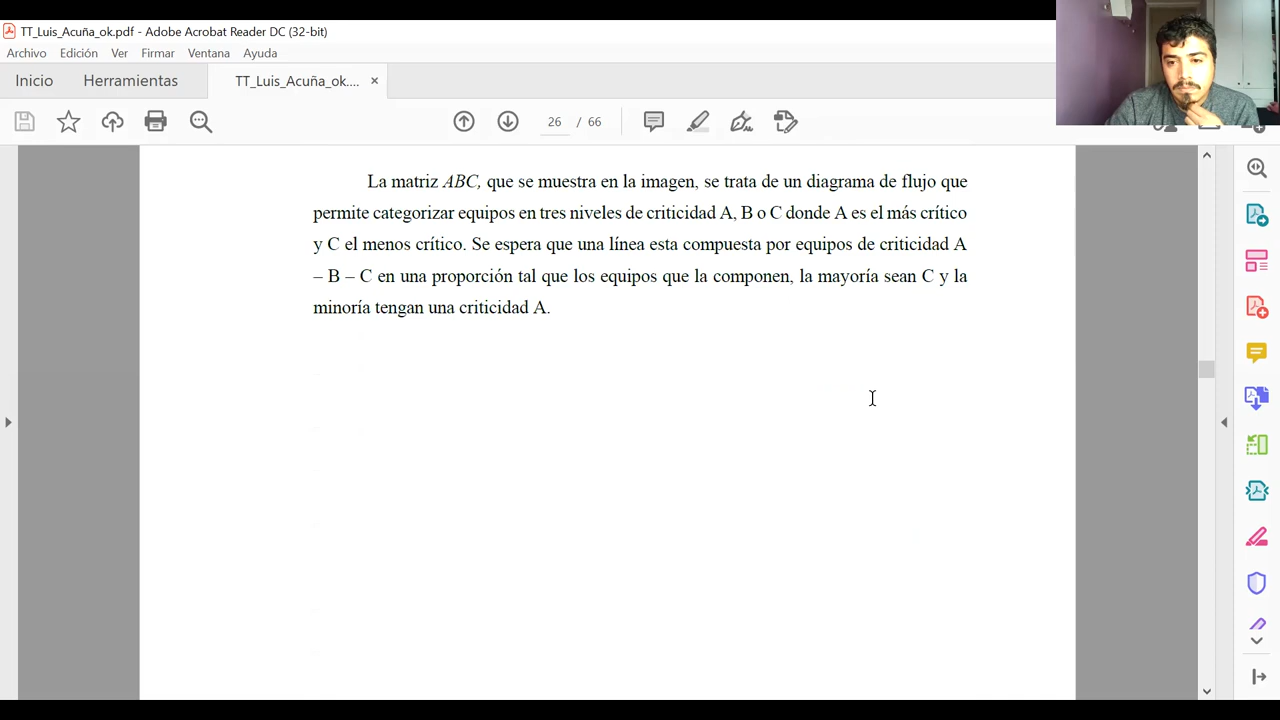 TT_Luis_Acuña_ok.pdf - Adobe Acrobat Reader DC (32-bit)
Archivo Edición Ver Firmar Ventana Ayuda
Inicio Herramientas TT_Luis_Acuña_ok.... ×
26 / 66
La matriz ABC, que se muestra en la imagen, se trata de un diagrama de flujo que
permite categorizar equipos en tres niveles de criticidad A, B o C donde A es el más crítico
y C el menos crítico. Se espera que una línea esta compuesta por equipos de criticidad A
– B – C en una proporción tal que los equipos que la componen, la mayoría sean C y la
minoría tengan una criticidad A.